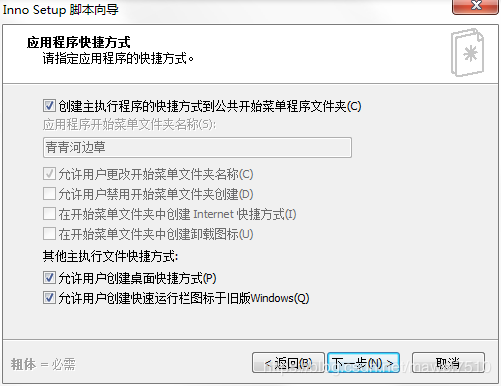 Inno Setup 脚本向导
应用程序快捷方式
请指定应用程序的快捷方式。
创建主执行程序的快捷方式到公共开始菜单程序文件夹(C)
应用程序开始菜单文件夹名称(S):
青青河边草
允许用户更改开始菜单文件夹名称(C)
允许用户禁用开始菜单文件夹创建(D)
在开始菜单文件夹中创建 Internet 快捷方式(I)
在开始菜单文件夹中创建卸载图标(U)
其他主执行文件快捷方式:
允许用户创建桌面快捷方式(P)
允许用户创建快速运行栏图标于旧版Windows(Q)
粗体 = 必需
< 返回(B) 下一步(N) > 取消